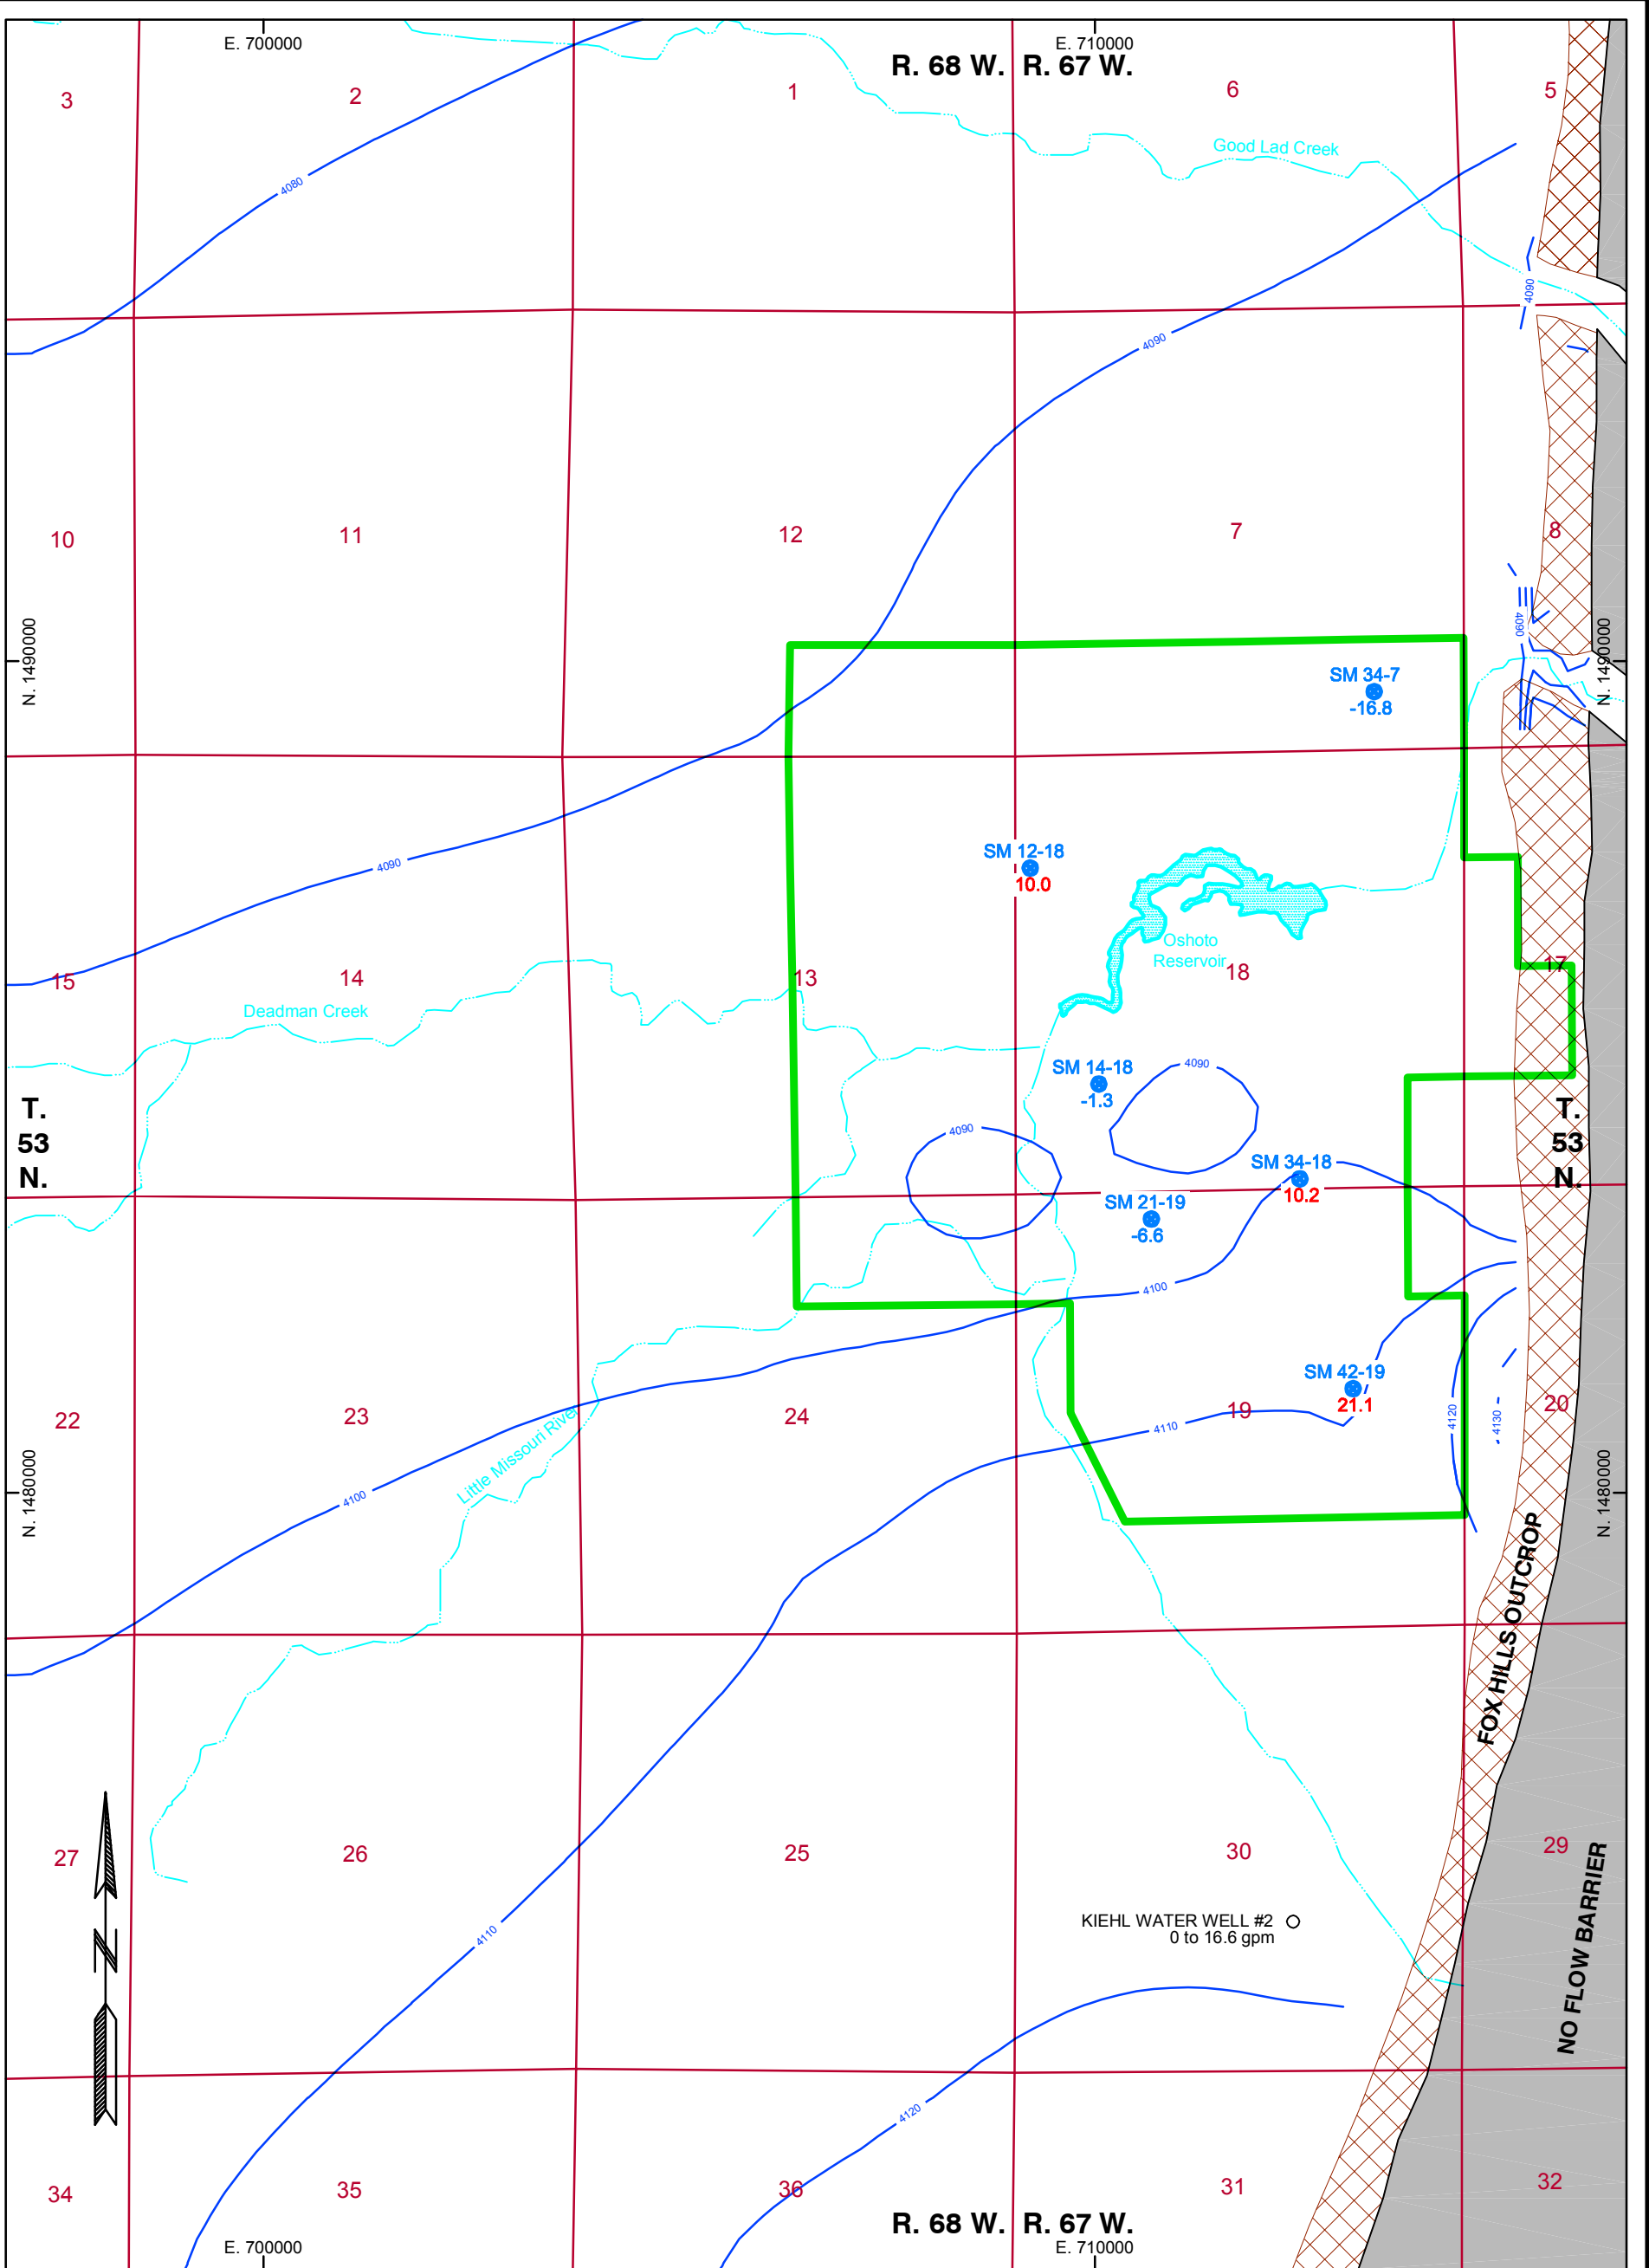 E. 700000
E. 710000
R. 68 W. R. 67 W.
3
2
1
6
5
Good Lad Creek
4080
4090
4090
10
11
12
7
8
4090
N. 1490000
N. 1490000
SM 34-7
-16.8
SM 12-18
10.0
4090
Oshoto
Reservoir
15
14
13
18
17
Deadman Creek
4090
SM 14-18
-1.3
4090
T.
53
N.
T.
53
N.
SM 34-18
10.2
SM 21-19
-6.6
4100
SM 42-19
21.1
22
23
24
19
20
4110
4120
4130
Little Missouri River
4100
N. 1480000
N. 1480000
FOX HILLS OUTCROP
27
26
25
30
29
NO FLOW BARRIER
N
KIEHL WATER WELL #2
0 to 16.6 gpm
4110
4120
34
35
36
31
32
R. 68 W. R. 67 W.
E. 700000
E. 710000